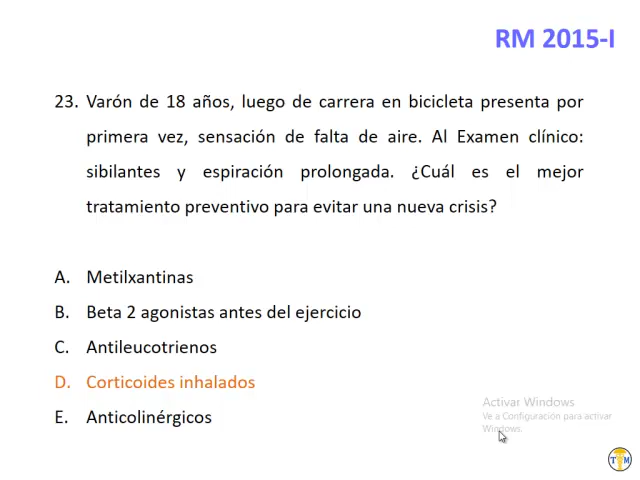 RM 2015-I
23. Varón de 18 años, luego de carrera en bicicleta presenta por
primera vez, sensación de falta de aire. Al Examen clínico:
sibilantes y espiración prolongada. ¿Cuál es el mejor
tratamiento preventivo para evitar una nueva crisis?
A. Metilxantinas
B. Beta 2 agonistas antes del ejercicio
C. Antileucotrienos
D. Corticoides inhalados
E. Anticolinérgicos
Activar Windows
Ve a Configuración para activar
Windows.
T M